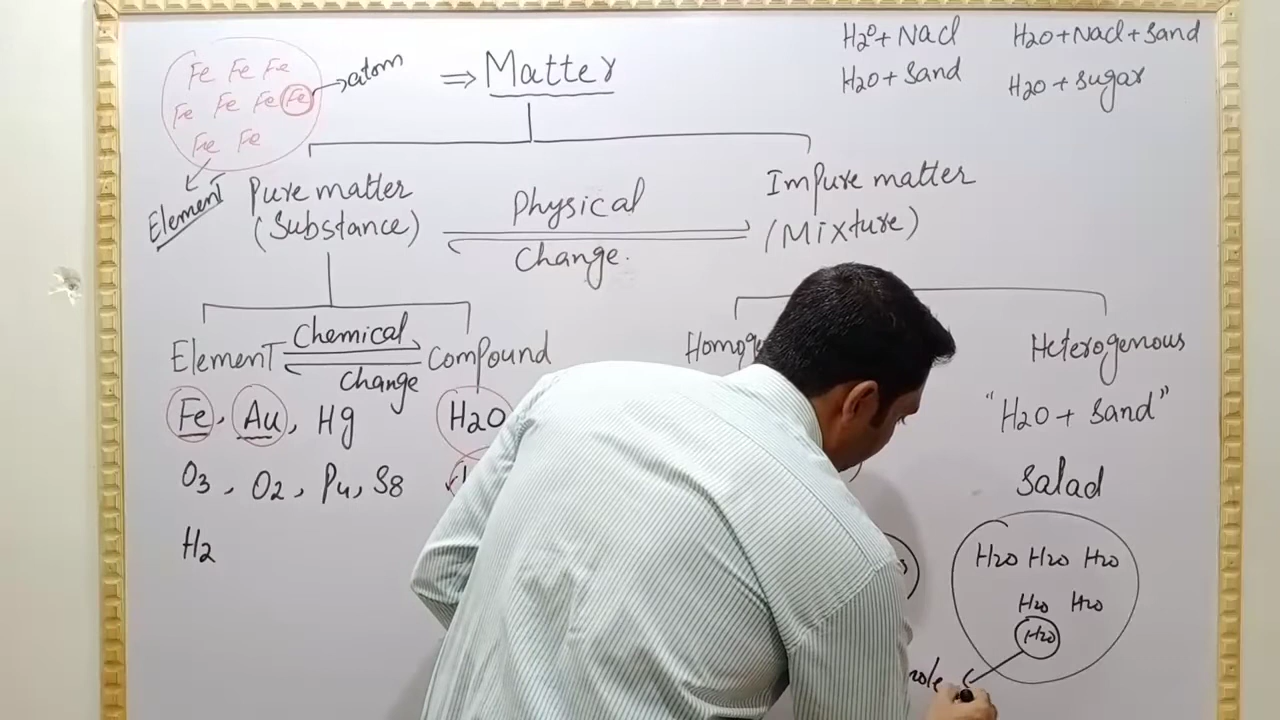 H2O + Nacl
H2O + Nacl + Sand
H2O + Sand
H2O + Sugar
Fe Fe Fe
Fe Fe Fe Fe
Fe Fe
atom
Element
⇒ Matter
Pure matter
(Substance)
Physical
Change.
Impure matter
(Mixture)
Element
Chemical
Change
Compound
Heterogenous
Fe, Au, Hg
H2O
"H2O + Sand"
O3, O2, P4, S8
Salad
H2
H2O H2O H2O
H2O H2O
H2O